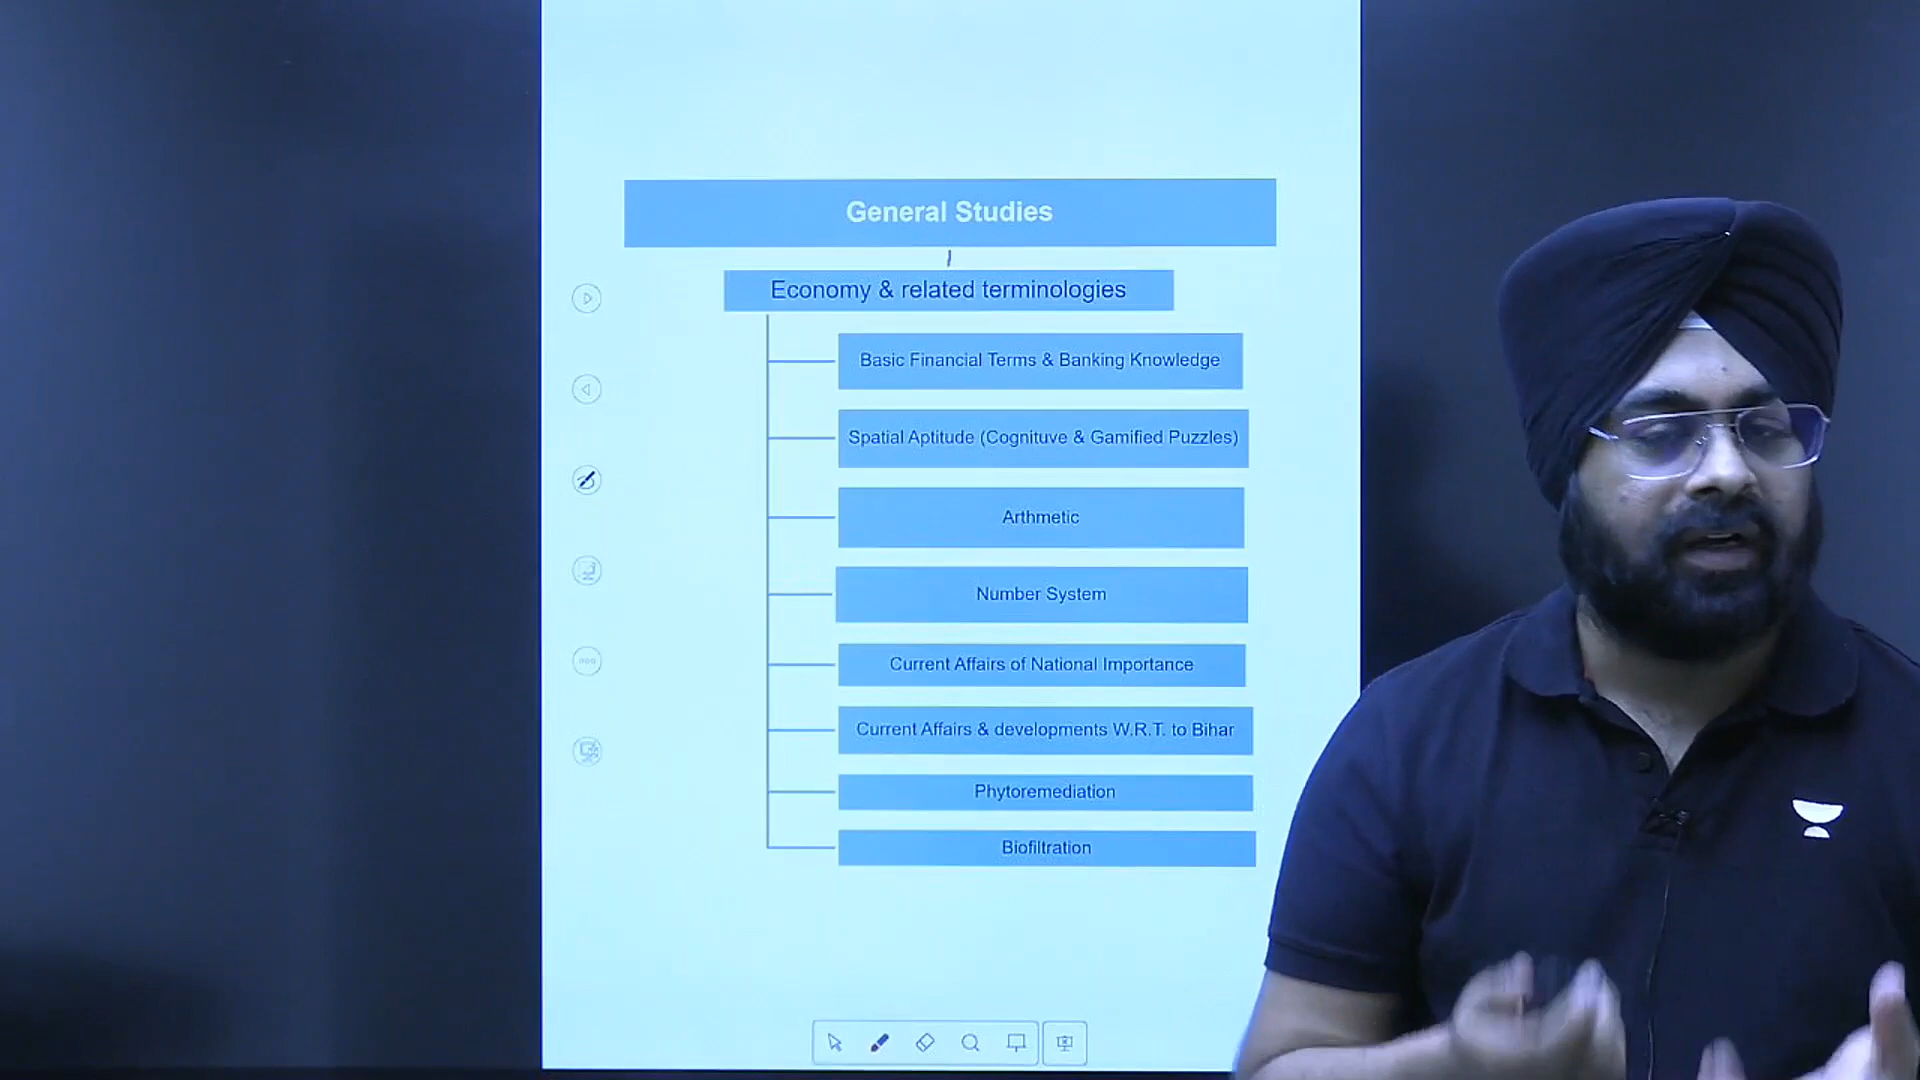 General Studies
Economy & related terminologies
Basic Financial Terms & Banking Knowledge
Spatial Aptitude (Cognituve & Gamified Puzzles)
Arthmetic
Number System
Current Affairs of National Importance
Current Affairs & developments W.R.T. to Bihar
Phytoremediation
Biofiltration